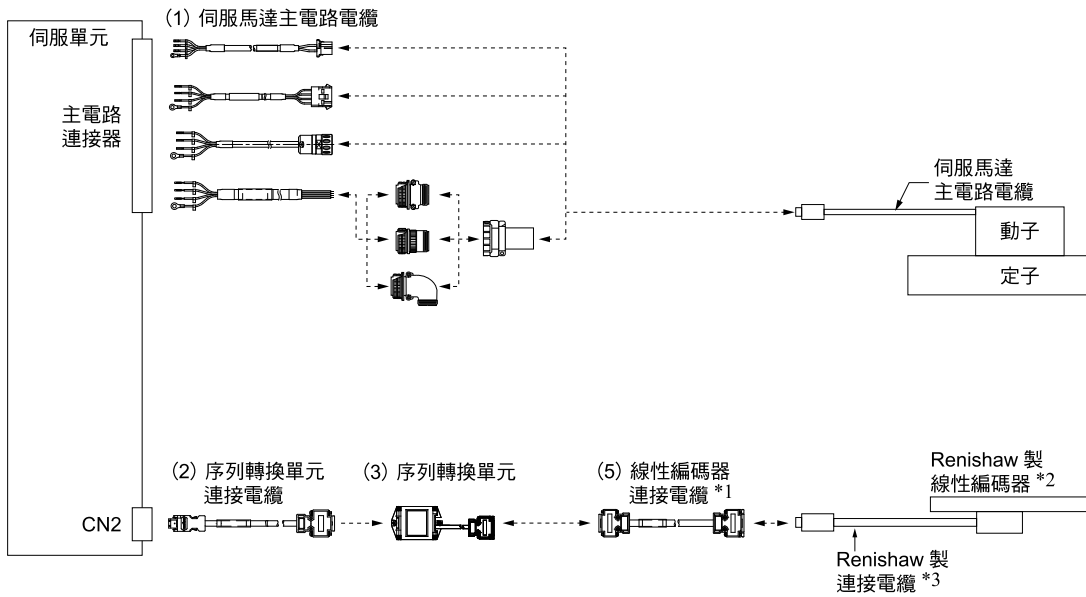 (1) 伺服馬達主電路電纜
伺服單元
主電路
連接器
伺服馬達
主電路電纜
動子
定子
(2) 序列轉換單元
連接電纜
(3) 序列轉換單元
(5) 線性編碼器
連接電纜 *1
Renishaw 製
線性編碼器 *2
CN2
Renishaw 製
連接電纜 *3